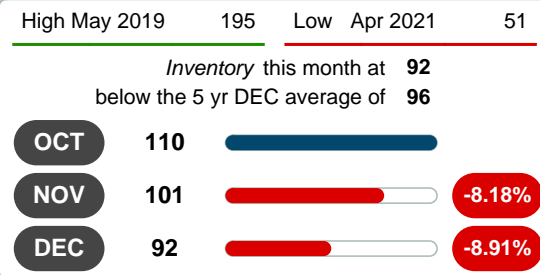 High May 2019 195 Low Apr 2021 51
Inventory this month at 92
below the 5 yr DEC average of 96
OCT 110
NOV 101 -8.18%
DEC 92 -8.91%